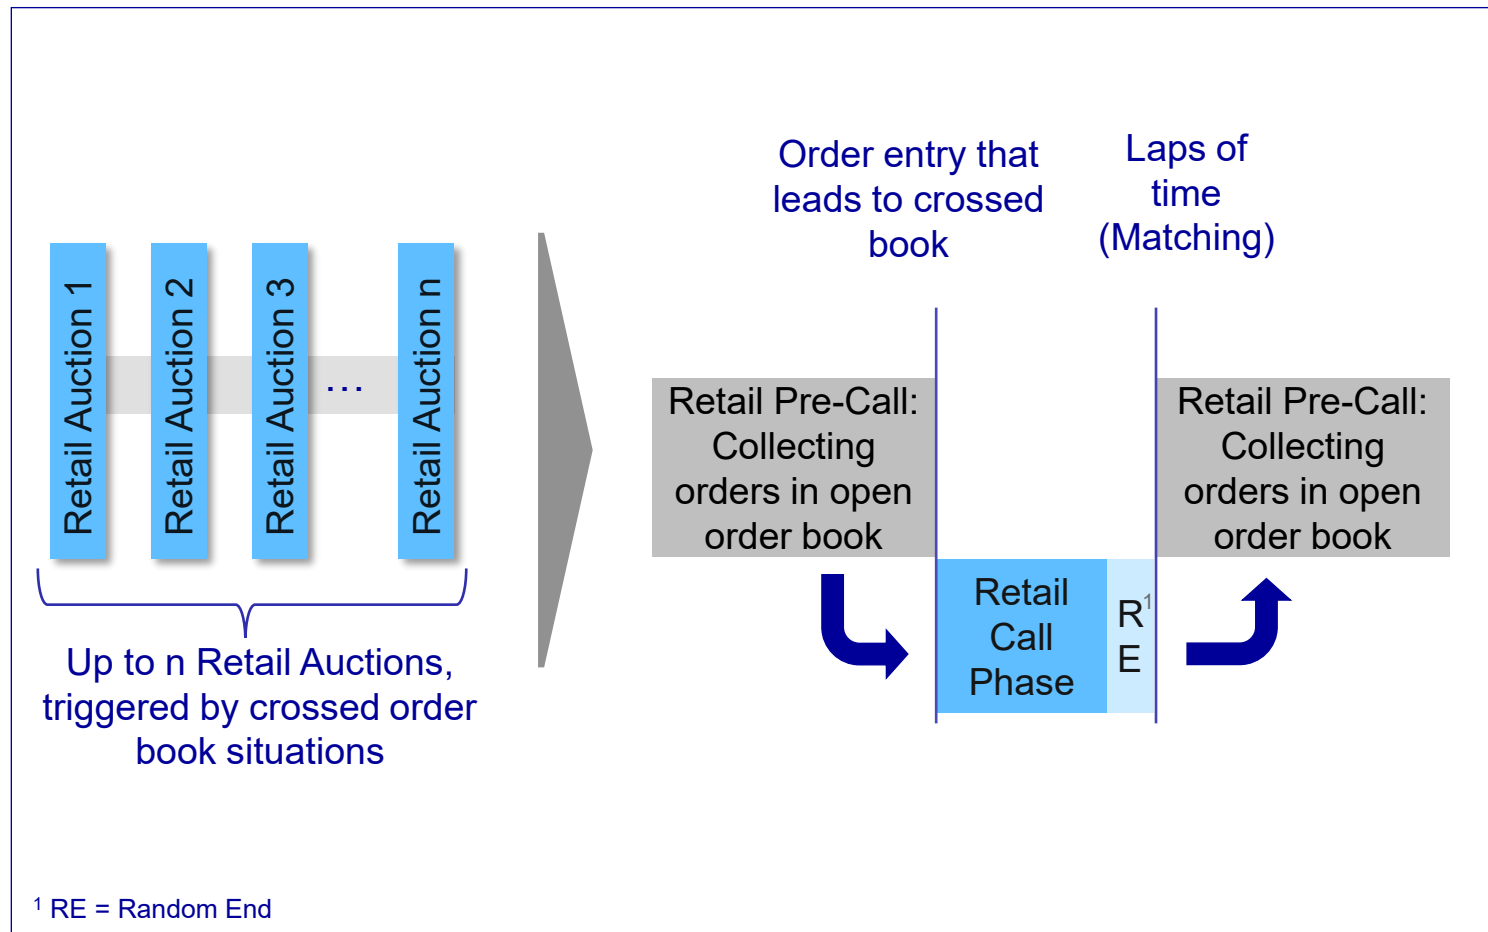 Order entry that
leads to crossed
book
Laps of
time
(Matching)
Retail Auction 1
Retail Auction 2
Retail Auction 3
...
Retail Auction n
Up to n Retail Auctions,
triggered by crossed order
book situations
Retail Pre-Call:
Collecting
orders in open
order book
Retail
Call
Phase
R¹
E
Retail Pre-Call:
Collecting
orders in open
order book
¹ RE = Random End